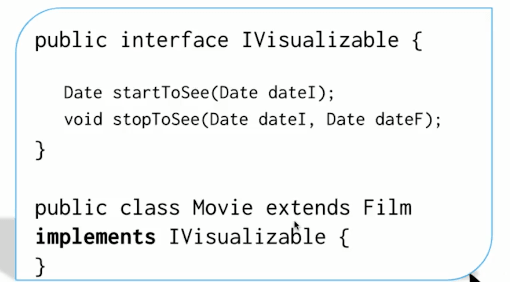 public interface IVisualizable {
Date startToSee(Date dateI);
void stopToSee(Date dateI, Date dateF);
}
public class Movie extends Film
implements IVisualizable {
}